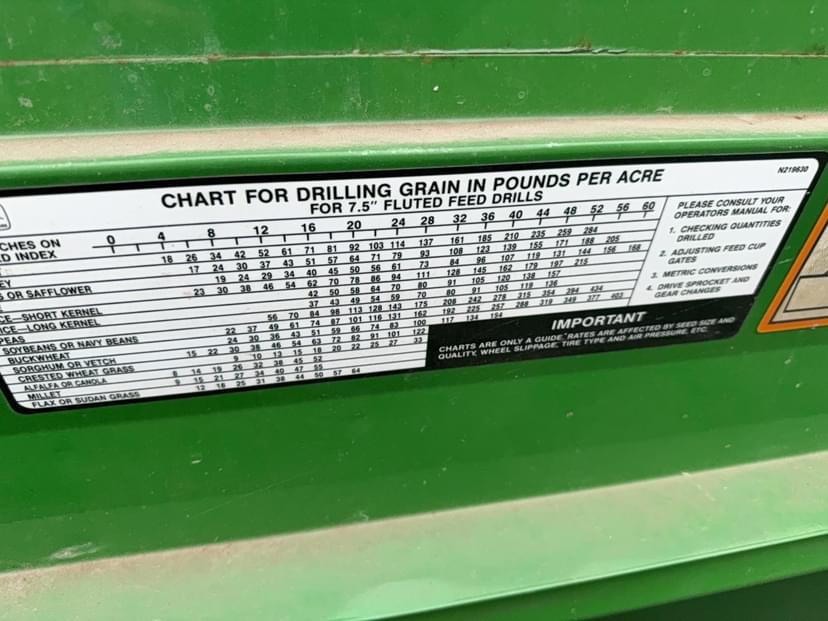 CHART FOR DRILLING GRAIN IN POUNDS PER ACRE
N219630
FOR 7.5" FLUTED FEED DRILLS
CHES ON
D INDEX
0 4 8 12 16 20 24 28 32 36 40 44 48 52 56 60
18 26 34 42 52 61 71 81 92 103 114 137 161 185 210 235 259 284
EY 17 24 30 37 43 51 57 64 71 79 93 108 123 139 155 171 188 205
OR SAFFLOWER 19 24 29 34 40 45 50 56 61 73 84 96 107 119 131 144 156 168
23 30 38 46 54 62 70 78 86 94 111 128 145 162 179 197 215
CE—SHORT KERNEL 42 50 58 64 70 80 91 105 120 138 157
ICE—LONG KERNEL 37 43 49 54 59 70 80 91 105 119 136
PEAS 56 70 84 98 113 128 143 175 208 242 278 315 354 394 434
SOYBEANS OR NAVY BEANS 49 61 74 87 101 116 131 162 192 225 257 288 319 349 377 403
BUCKWHEAT 43 51 59 66 74 83 100 117 134 154
SORGHUM OR VETCH 54 63 72 82 91 101 122
CRESTED WHEAT GRASS 10 13 15 18 20 22 25 27 33
ALFALFA OR CANOLA 8 14 19 26 32 38 45 52
MILLET 9 15 21 27 34 40 47 55
FLAX OR SUDAN GRASS 12 18 25 31 38 44 50 57 64
PLEASE CONSULT YOUR
OPERATORS MANUAL FOR:
1. CHECKING QUANTITIES
DRILLED
2. ADJUSTING FEED CUP
GATES
3. METRIC CONVERSIONS
4. DRIVE SPROCKET AND
GEAR CHANGES
IMPORTANT
CHARTS ARE ONLY A GUIDE. RATES ARE AFFECTED BY SEED SIZE AND
QUALITY, WHEEL SLIPPAGE, TIRE TYPE AND AIR PRESSURE, ETC.